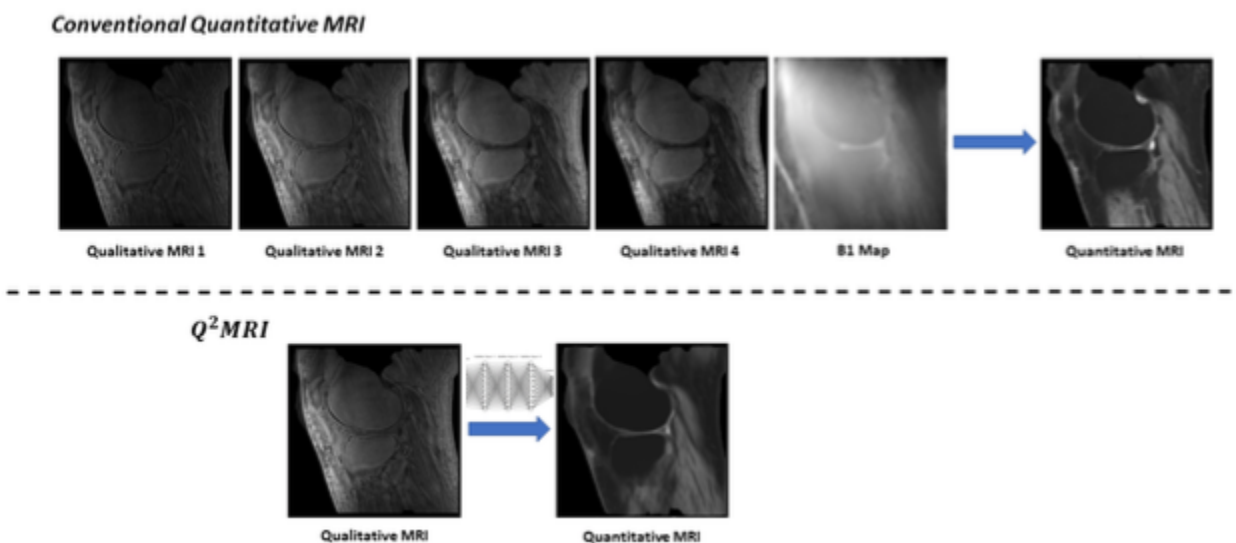 Conventional Quantitative MRI
Qualitative MRI 1
Qualitative MRI 2
Qualitative MRI 3
Qualitative MRI 4
B1 Map
Quantitative MRI
Q²MRI
Qualitative MRI
Quantitative MRI